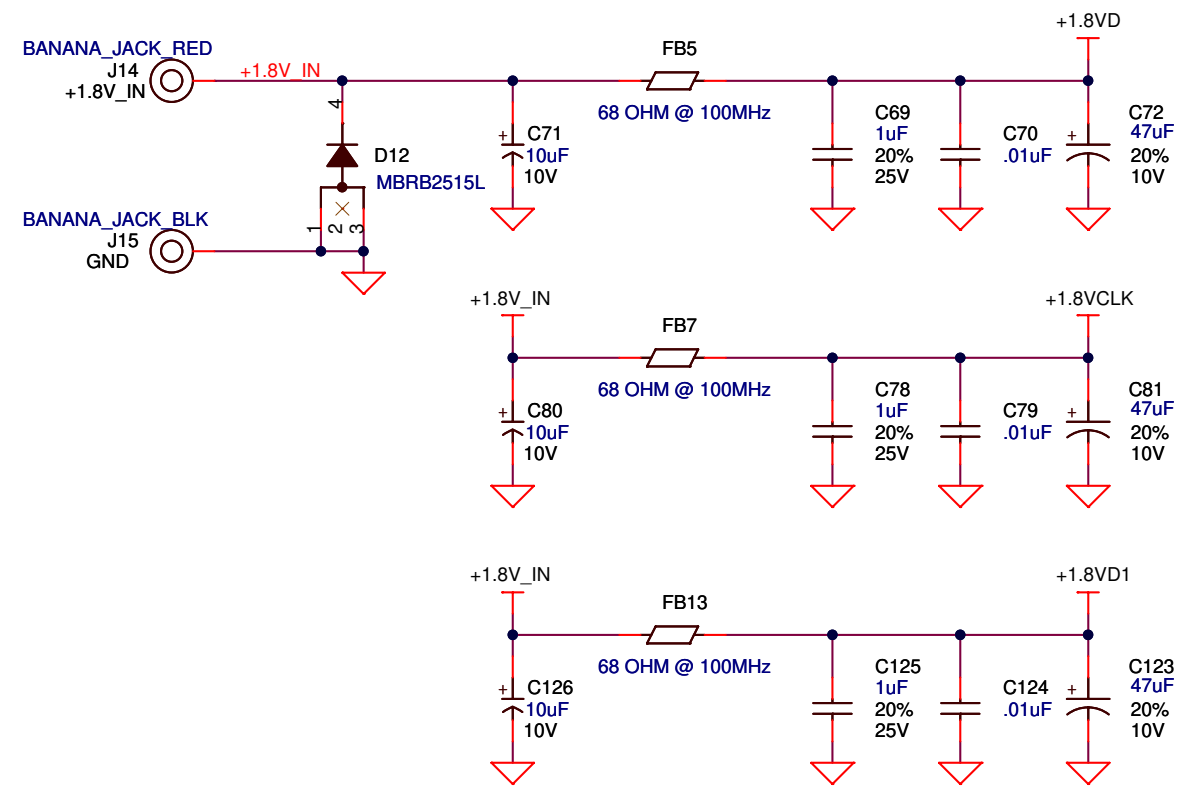 +1.8VD
BANANA_JACK_RED
J14
+1.8V_IN
+1.8V_IN
FB5
68 OHM @ 100MHz
4
D12
MBRB2515L
1
2
3
+
C71
10uF
10V
C69
1uF
20%
25V
C70
.01uF
+
C72
47uF
20%
10V
BANANA_JACK_BLK
J15
GND
+1.8V_IN
FB7
68 OHM @ 100MHz
+1.8VCLK
+
C80
10uF
10V
C78
1uF
20%
25V
C79
.01uF
+
C81
47uF
20%
10V
+1.8V_IN
FB13
68 OHM @ 100MHz
+1.8VD1
+
C126
10uF
10V
C125
1uF
20%
25V
C124
.01uF
+
C123
47uF
20%
10V